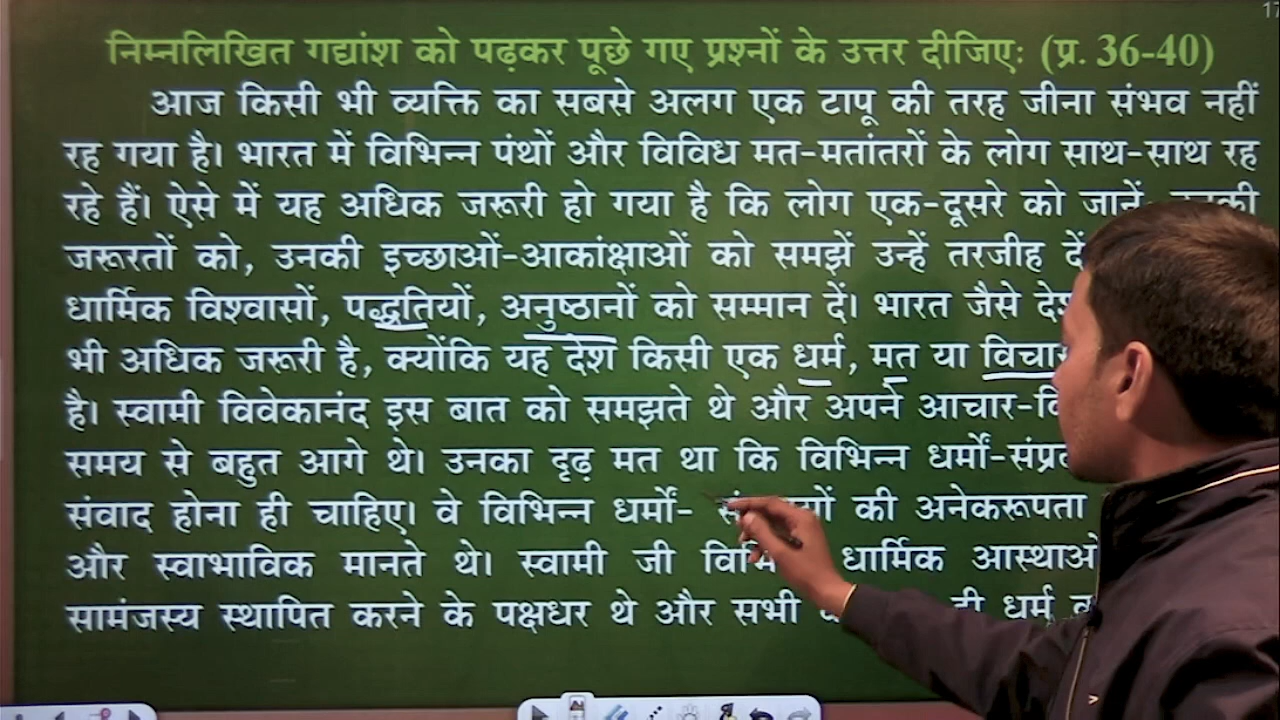 17
निम्नलिखित गद्यांश को पढ़कर पूछे गए प्रश्नों के उत्तर दीजिए: (प्र. 36-40)
आज किसी भी व्यक्ति का सबसे अलग एक टापू की तरह जीना संभव नहीं
रह गया है। भारत में विभिन्न पंथों और विविध मत-मतांतरों के लोग साथ-साथ रह
रहे हैं। ऐसे में यह अधिक जरूरी हो गया है कि लोग एक-दूसरे को जानें
जरूरतों को, उनकी इच्छाओं-आकांक्षाओं को समझें उन्हें तरजीह दें
धार्मिक विश्वासों, पद्धतियों, अनुष्ठानों को सम्मान दें। भारत जैसे
भी अधिक जरूरी है, क्योंकि यह देश किसी एक धर्म, मत या
है। स्वामी विवेकानंद इस बात को समझते थे और अपने आचार-
समय से बहुत आगे थे। उनका दृढ़ मत था कि विभिन्न धर्मों-
संवाद होना ही चाहिए। वे विभिन्न धर्मों- की अनेकरूपता
और स्वाभाविक मानते थे। स्वामी जी धार्मिक
सामंजस्य स्थापित करने के पक्षधर थे और सभी धर्म